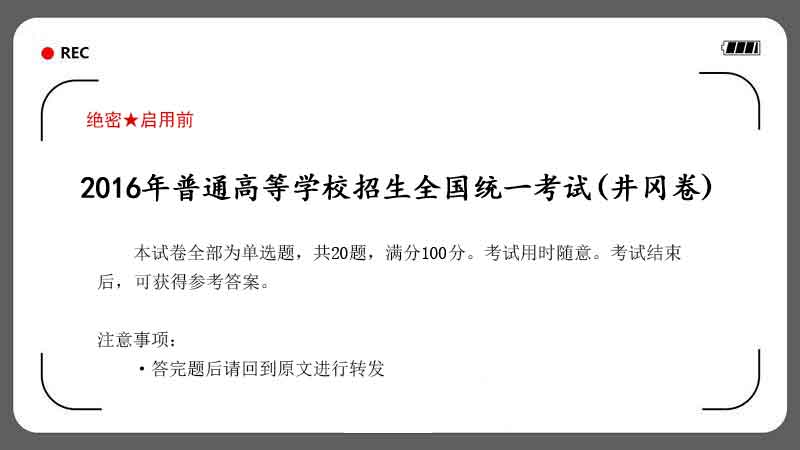 REC
绝密★启用前
2016年普通高等学校招生全国统一考试(井冈卷)
本试卷全部为单选题，共20题，满分100分。考试用时随意。考试结束
后，可获得参考答案。
注意事项：
·答完题后请回到原文进行转发